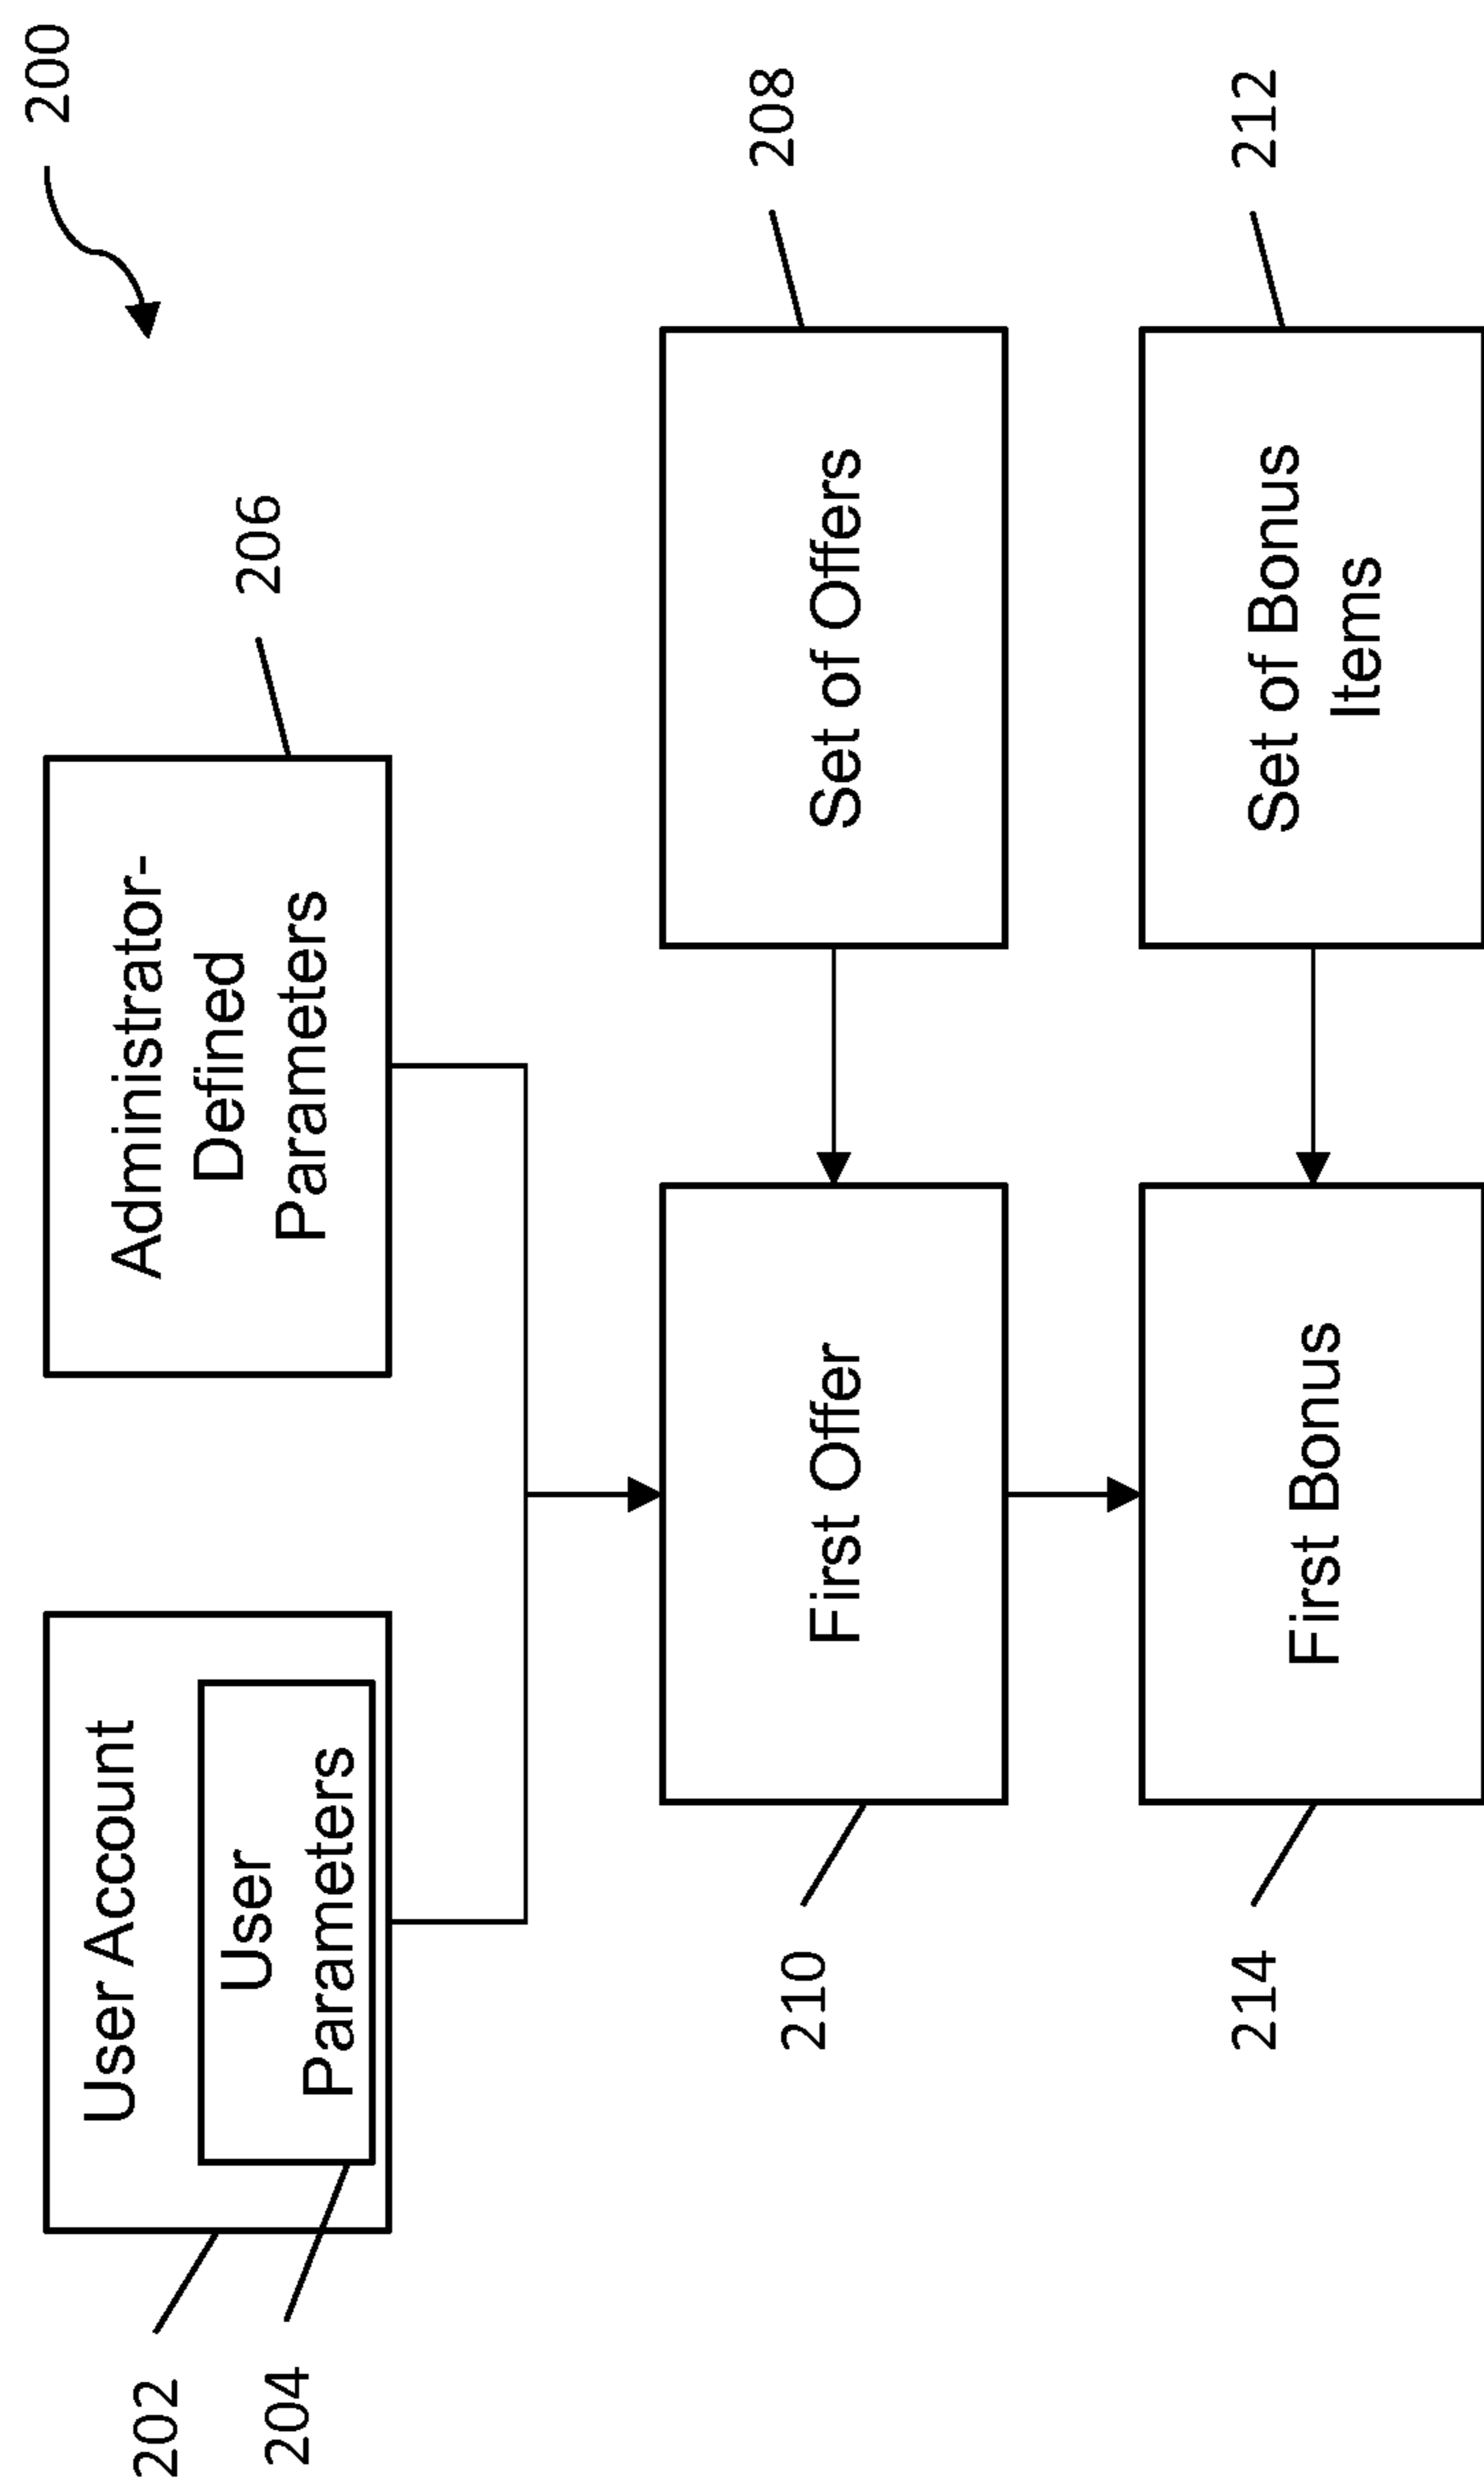 200
202
User Account
204
User
Parameters
Administrator-
Defined
Parameters
206
210
First Offer
Set of Offers
208
214
First Bonus
Set of Bonus
Items
212